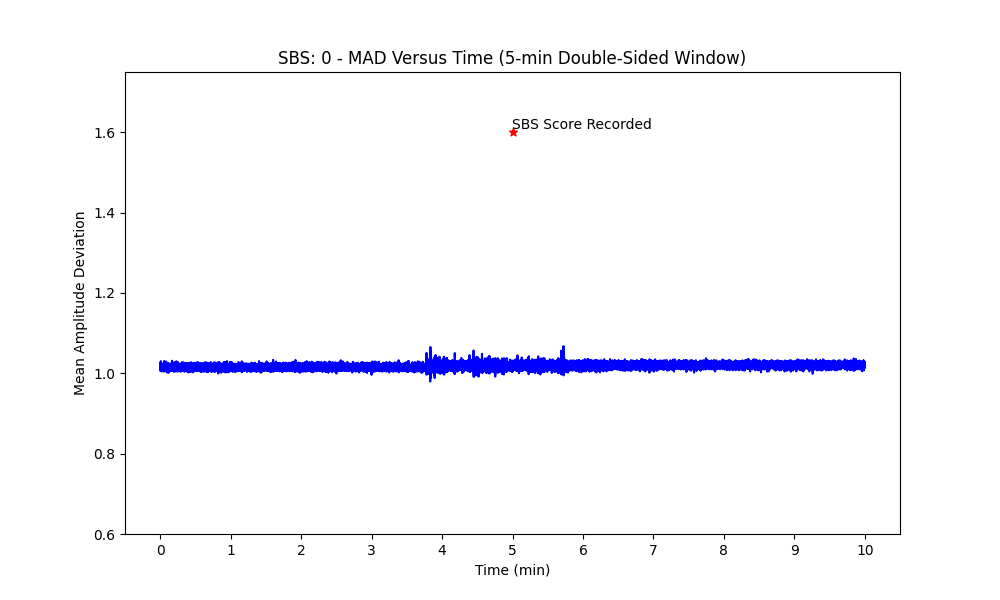 SBS: 0 - MAD Versus Time (5-min Double-Sided Window)
SBS Score Recorded
Mean Amplitude Deviation
1.6
1.4
1.2
1.0
0.8
0.6
0 1 2 3 4 5 6 7 8 9 10
Time (min)